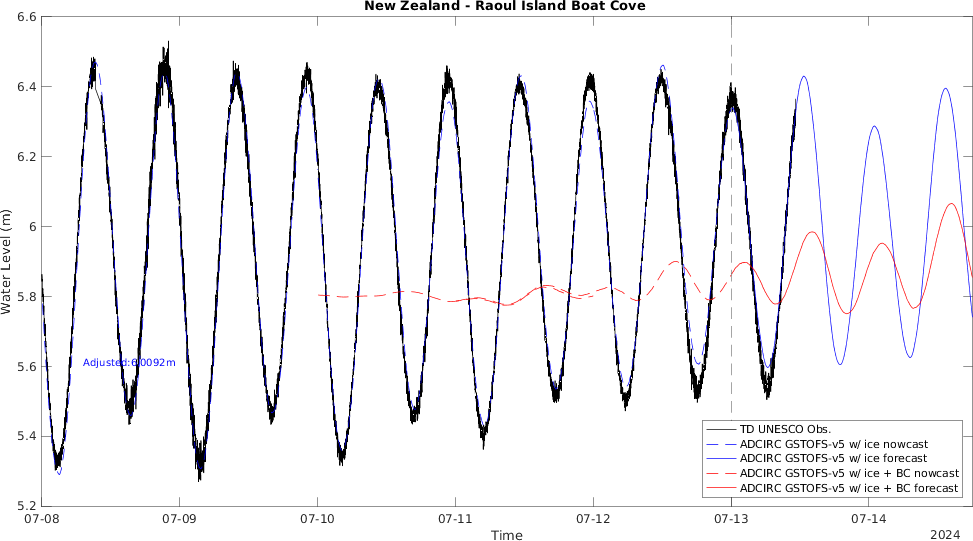 New Zealand - Raoul Island Boat Cove
6.6
6.4
6.2
6
5.8
5.6
5.4
5.2
Water Level (m)
Adjusted:6.0092m
TD UNESCO Obs.
ADCIRC GSTOFS-v5 w/ ice nowcast
ADCIRC GSTOFS-v5 w/ ice forecast
ADCIRC GSTOFS-v5 w/ ice + BC nowcast
ADCIRC GSTOFS-v5 w/ ice + BC forecast
07-08 07-09 07-10 07-11 07-12 07-13 07-14
Time
2024